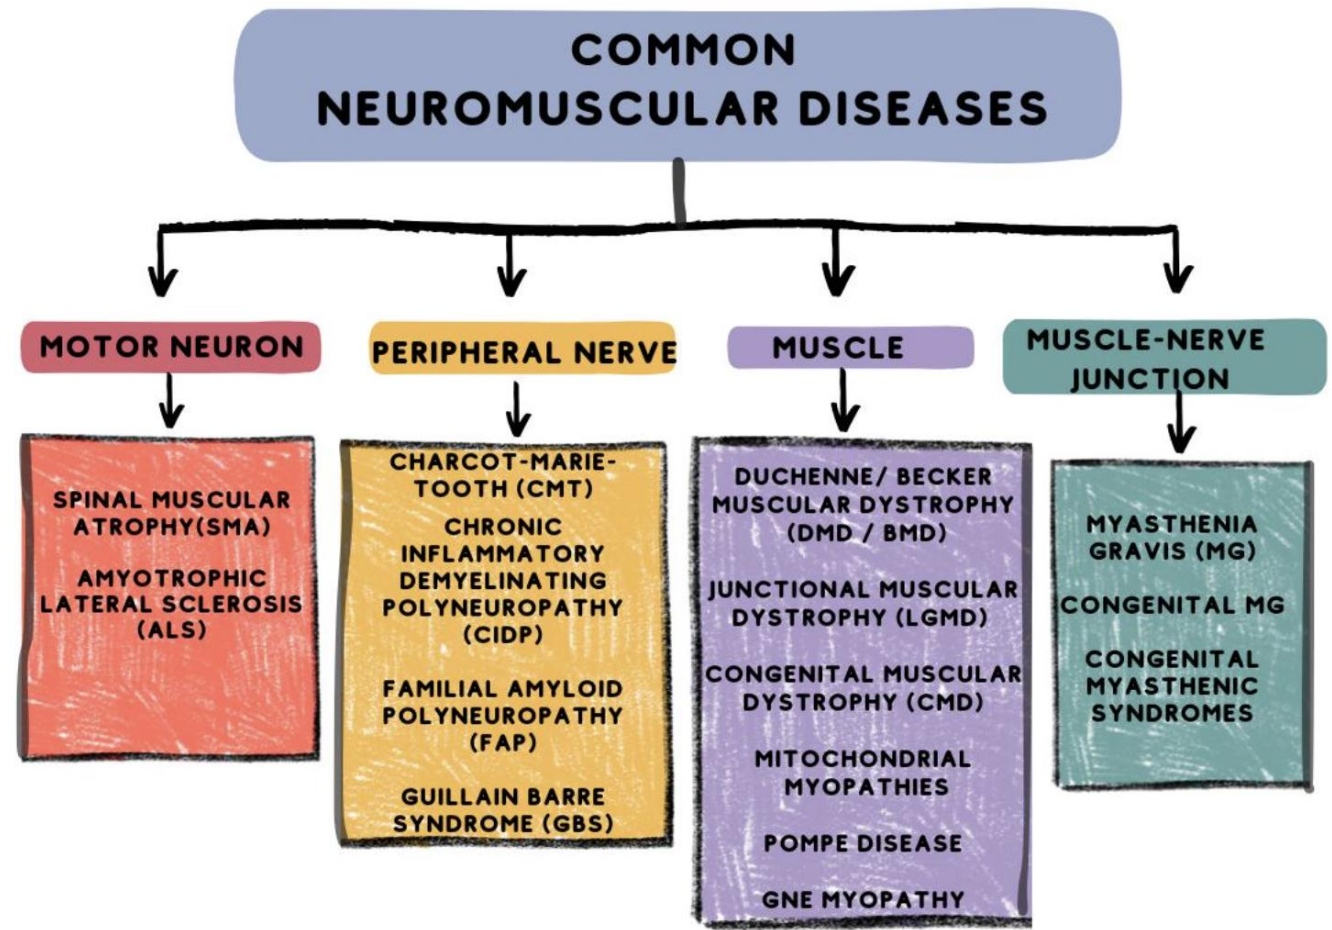 COMMON
NEUROMUSCULAR DISEASES
MOTOR NEURON
SPINAL MUSCULAR
ATROPHY(SMA)
AMYOTROPHIC
LATERAL SCLEROSIS
(ALS)
PERIPHERAL NERVE
CHARCOT-MARIE-
TOOTH (CMT)
CHRONIC
INFLAMMATORY
DEMYELINATING
POLYNEUROPATHY
(CIDP)
FAMILIAL AMYLOID
POLYNEUROPATHY
(FAP)
GUILLAIN BARRE
SYNDROME (GBS)
MUSCLE
DUCHENNE/ BECKER
MUSCULAR DYSTROPHY
(DMD / BMD)
JUNCTIONAL MUSCULAR
DYSTROPHY (LGMD)
CONGENITAL MUSCULAR
DYSTROPHY (CMD)
MITOCHONDRIAL
MYOPATHIES
POMPE DISEASE
GNE MYOPATHY
MUSCLE-NERVE
JUNCTION
MYASTHENIA
GRAVIS (MG)
CONGENITAL MG
CONGENITAL
MYASTHENIC
SYNDROMES